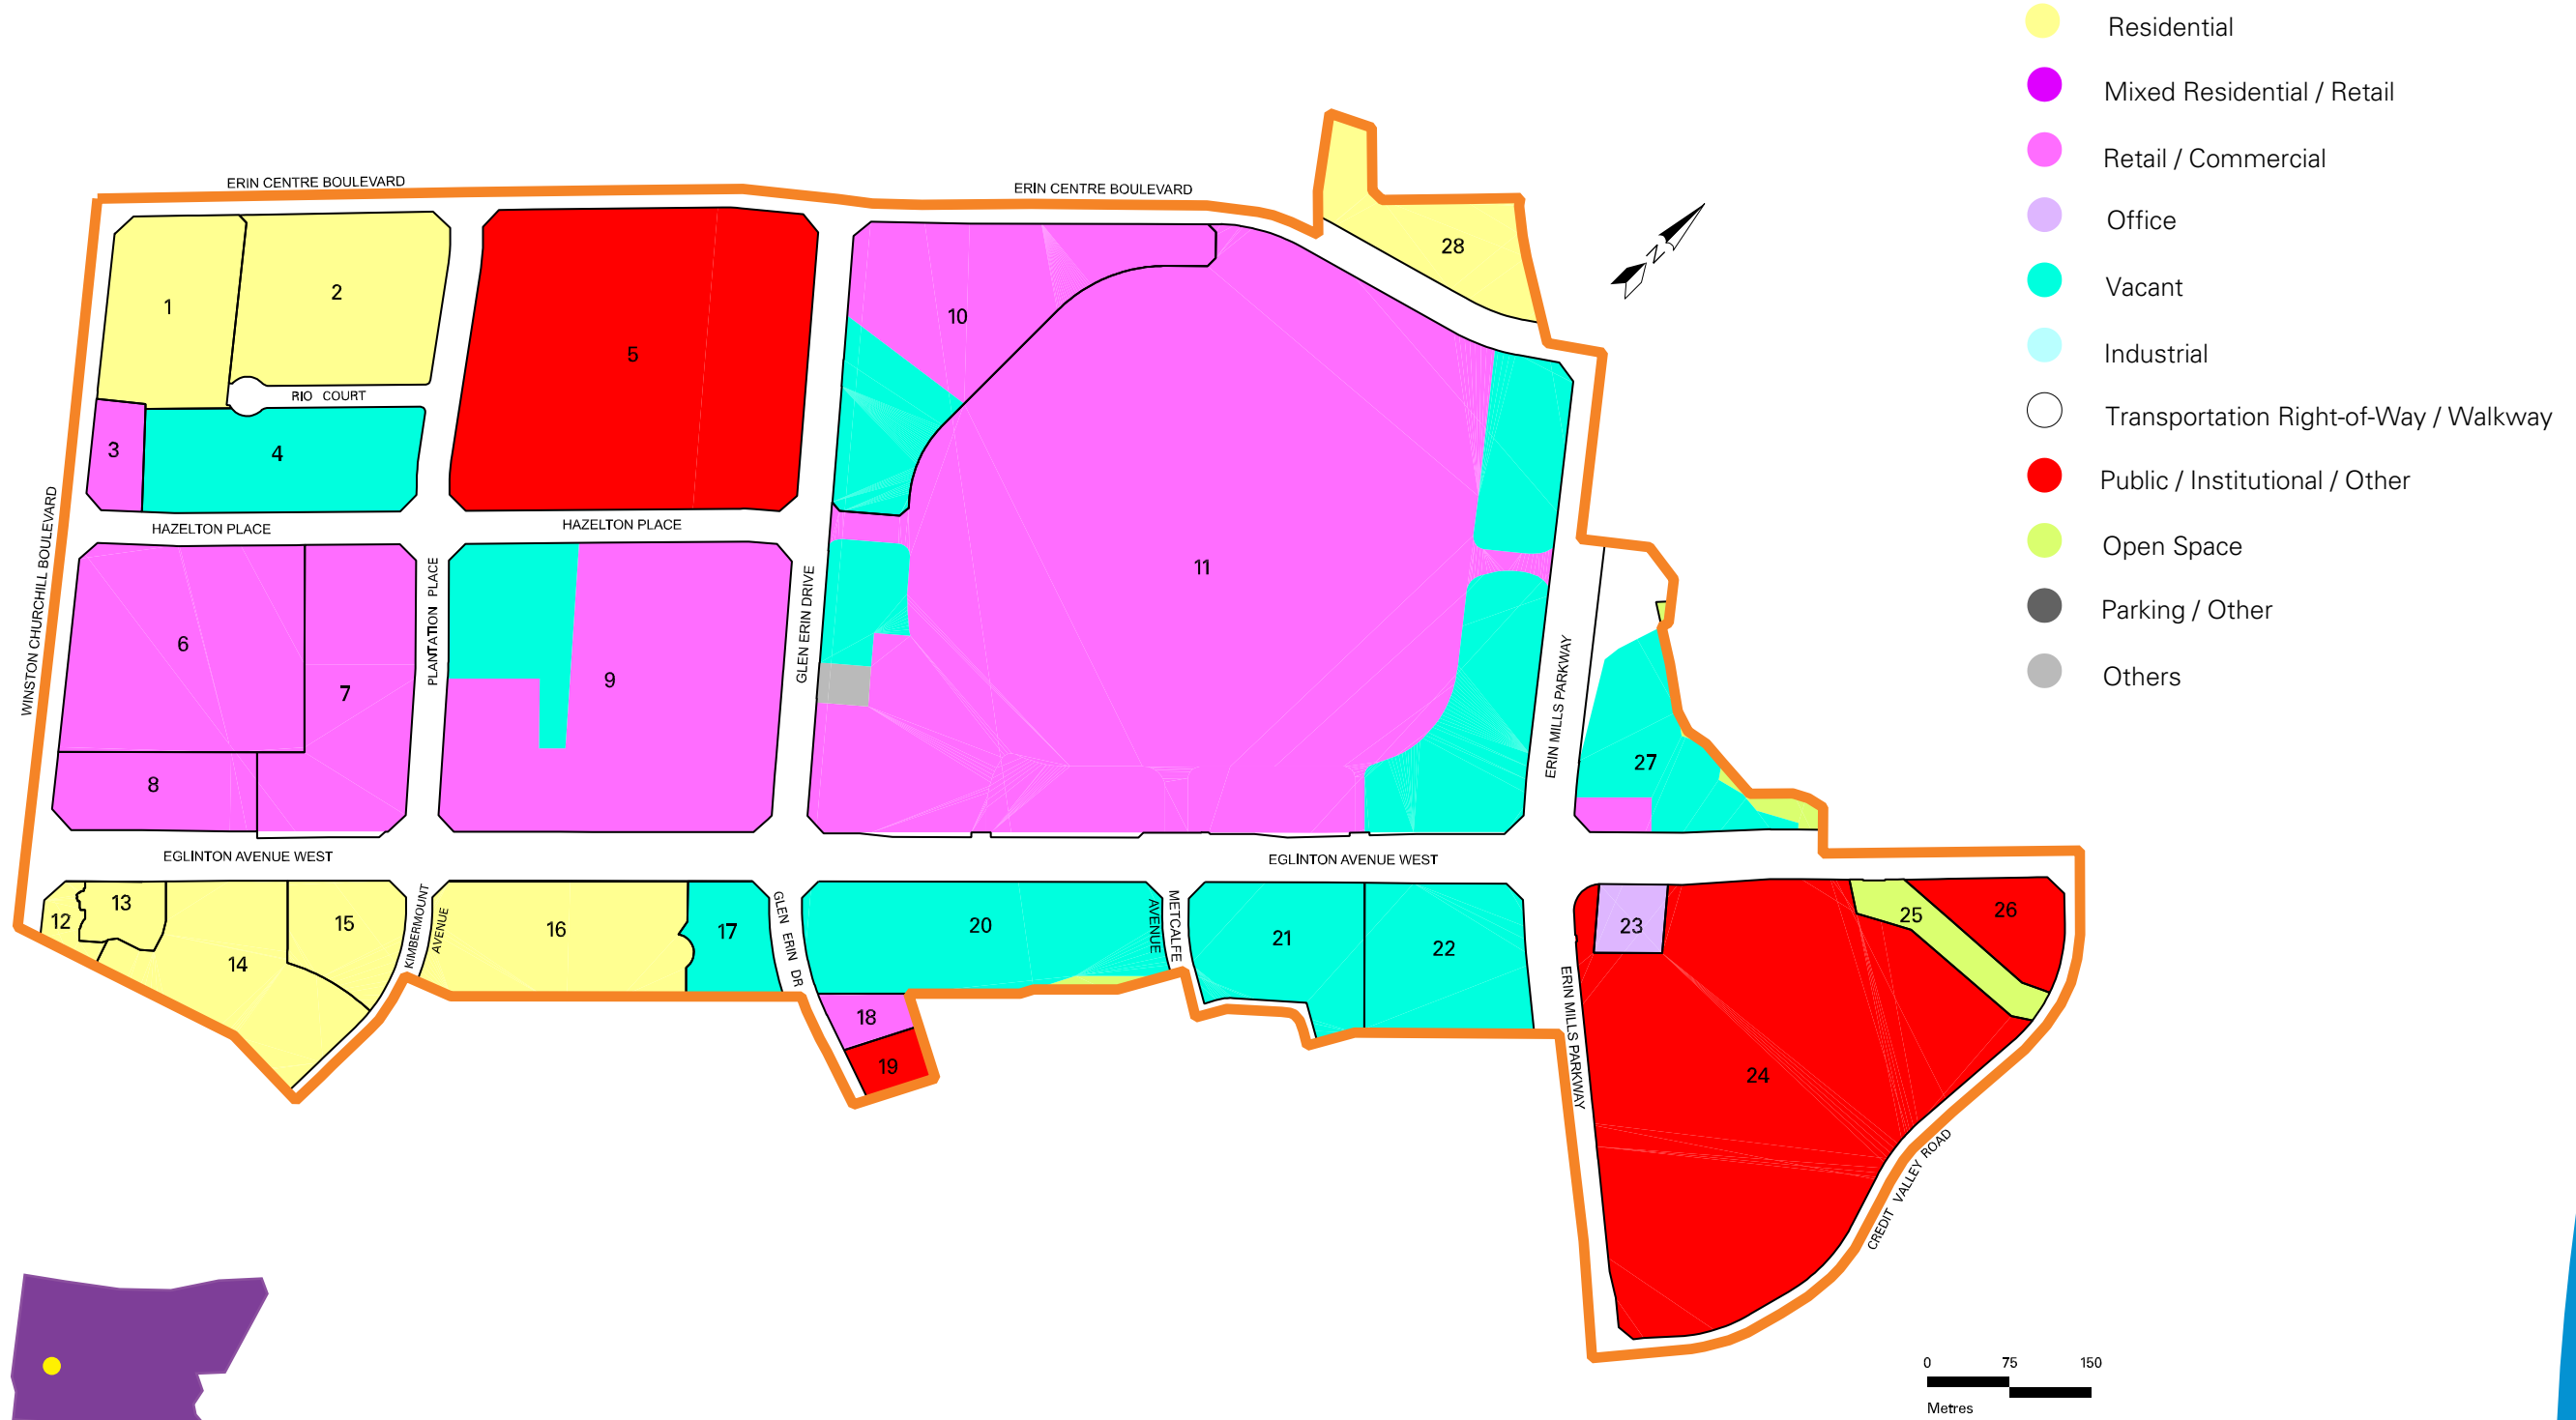 Residential
Mixed Residential / Retail
Retail / Commercial
Office
Vacant
Industrial
Transportation Right-of-Way / Walkway
Public / Institutional / Other
Open Space
Parking / Other
Others
ERIN CENTRE BOULEVARD
ERIN CENTRE BOULEVARD
28
N
1
2
5
10
RIO COURT
3
4
11
HAZELTON PLACE
HAZELTON PLACE
WINSTON CHURCHILL BOULEVARD
PLANTATION PLACE
GLEN ERIN DRIVE
ERIN MILLS PARKWAY
6
7
8
9
27
EGLINTON AVENUE WEST
EGLINTON AVENUE WEST
12
13
14
15
KIMBERMOUNT
AVENUE
16
17
GLEN ERIN DR
20
METCALFE
AVENUE
21
22
23
25
26
18
19
ERIN MILLS PARKWAY
24
CREDIT VALLEY ROAD
0 75 150
Metres